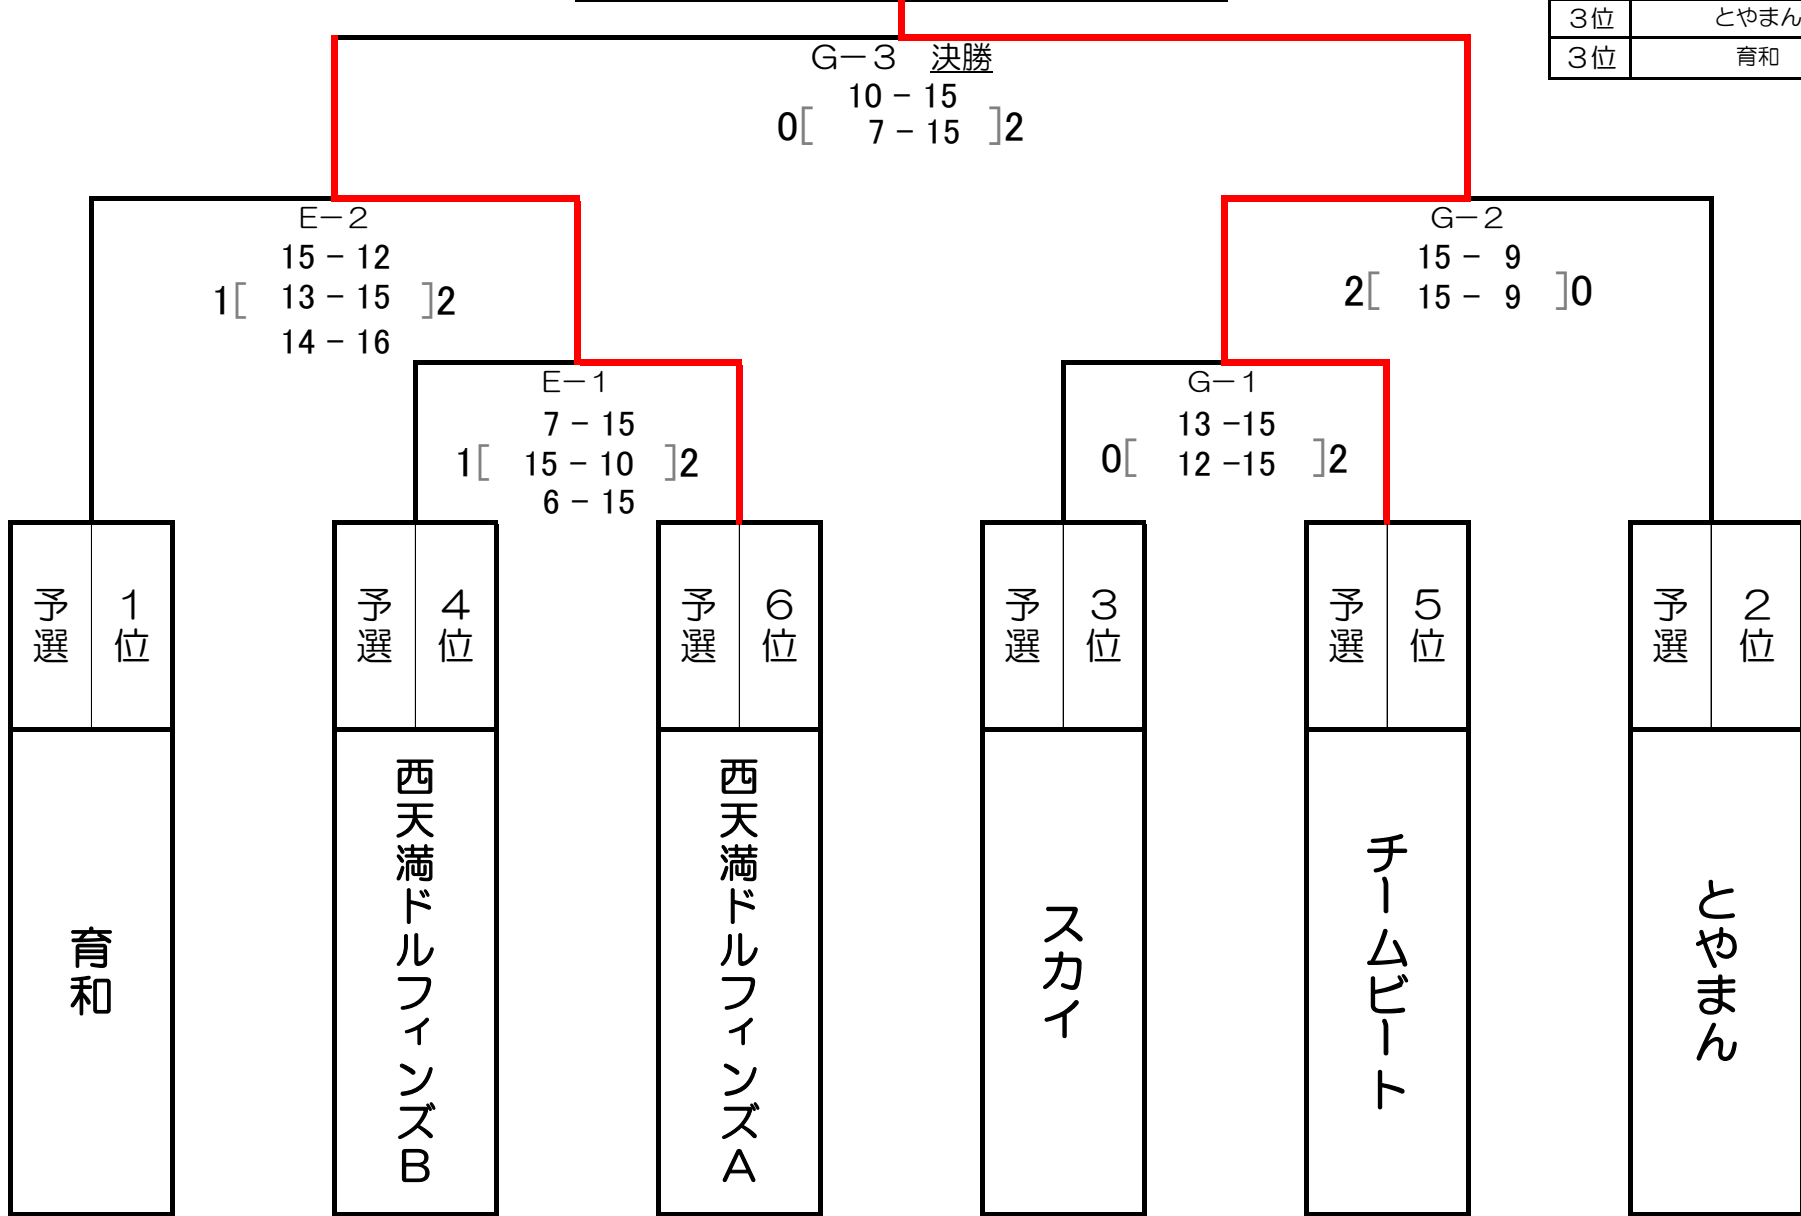 3位 とやまん
3位 育和
G－3 決勝
10 － 15
0[ 7 － 15 ]2
E－2
15 － 12
1[ 13 － 15 ]2
14 － 16
G－2
15 － 9
2[ 15 － 9 ]0
E－1
7 － 15
1[ 15 － 10 ]2
6 － 15
G－1
13 －15
0[ 12 －15 ]2
予選 1位
予選 4位
予選 6位
予選 3位
予選 5位
予選 2位
育和
西天満ドルフィンズB
西天満ドルフィンズA
スカイ
チームビート
とやまん